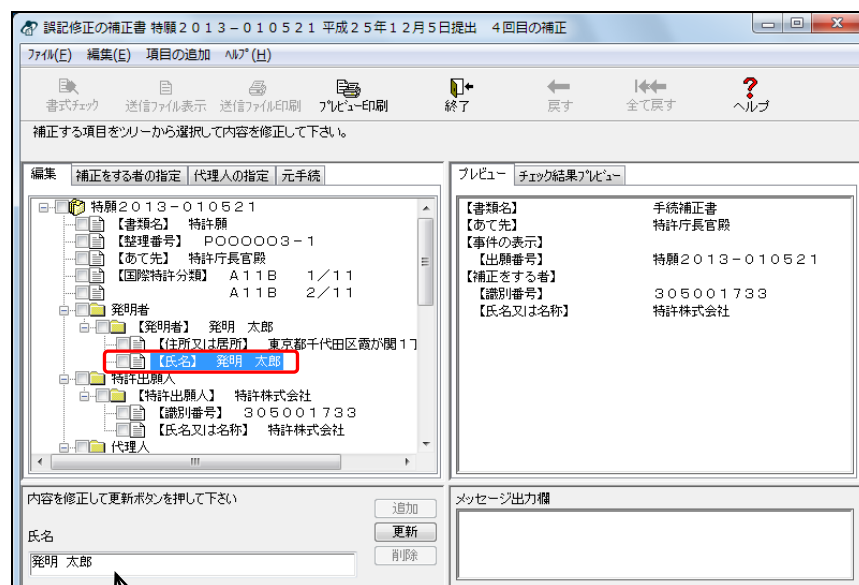 誤記修正の補正書 特願２０１３－０１０５２１ 平成２５年１２月５日提出 ４回目の補正
ﾌｧｲﾙ(F) 編集(E) 項目の追加 ﾍﾙﾌﾟ(H)
書式ﾁｪｯｸ 送信ﾌｧｲﾙ表示 送信ﾌｧｲﾙ印刷 ﾌﾟﾚﾋﾞｭｰ印刷 終了 戻す 全て戻す ヘルプ
補正する項目をツリーから選択して内容を修正して下さい。
編集 補正をする者の指定 代理人の指定 元手続
特願２０１３－０１０５２１
【書類名】 特許願
【整理番号】 Ｐ０００００３－１
【あて先】 特許庁長官殿
【国際特許分類】 Ａ１１Ｂ １／１１
Ａ１１Ｂ ２／１１
発明者
【発明者】 発明 太郎
【住所又は居所】 東京都千代田区霞が関１丁
【氏名】 発明 太郎
特許出願人
【特許出願人】 特許株式会社
【識別番号】 ３０５００１７３３
【氏名又は名称】 特許株式会社
代理人
プレビュー ﾁｪｯｸ結果ﾌﾟﾚﾋﾞｭｰ
【書類名】 手続補正書
【あて先】 特許庁長官殿
【事件の表示】
【出願番号】 特願２０１３－０１０５２１
【補正をする者】
【識別番号】 ３０５００１７３３
【氏名又は名称】 特許株式会社
内容を修正して更新ボタンを押して下さい
追加
氏名
更新
発明 太郎
削除
メッセージ出力欄